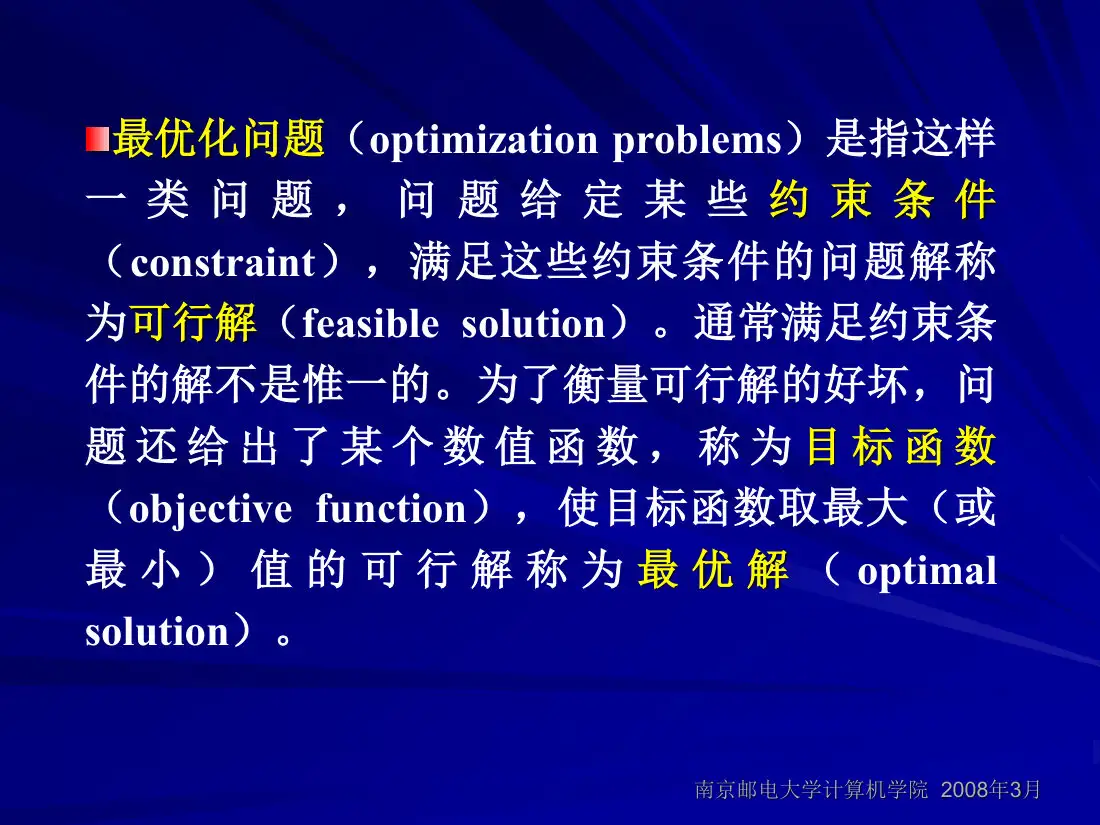 最优化问题（optimization problems）是指这样
一类问题，问题给定某些约束条件
（constraint），满足这些约束条件的问题解称
为可行解（feasible solution）。通常满足约束条
件的解不是惟一的。为了衡量可行解的好坏，问
题还给出了某个数值函数，称为目标函数
（objective function），使目标函数取最大（或
最小）值的可行解称为最优解（optimal
solution）。
南京邮电大学计算机学院 2008年3月